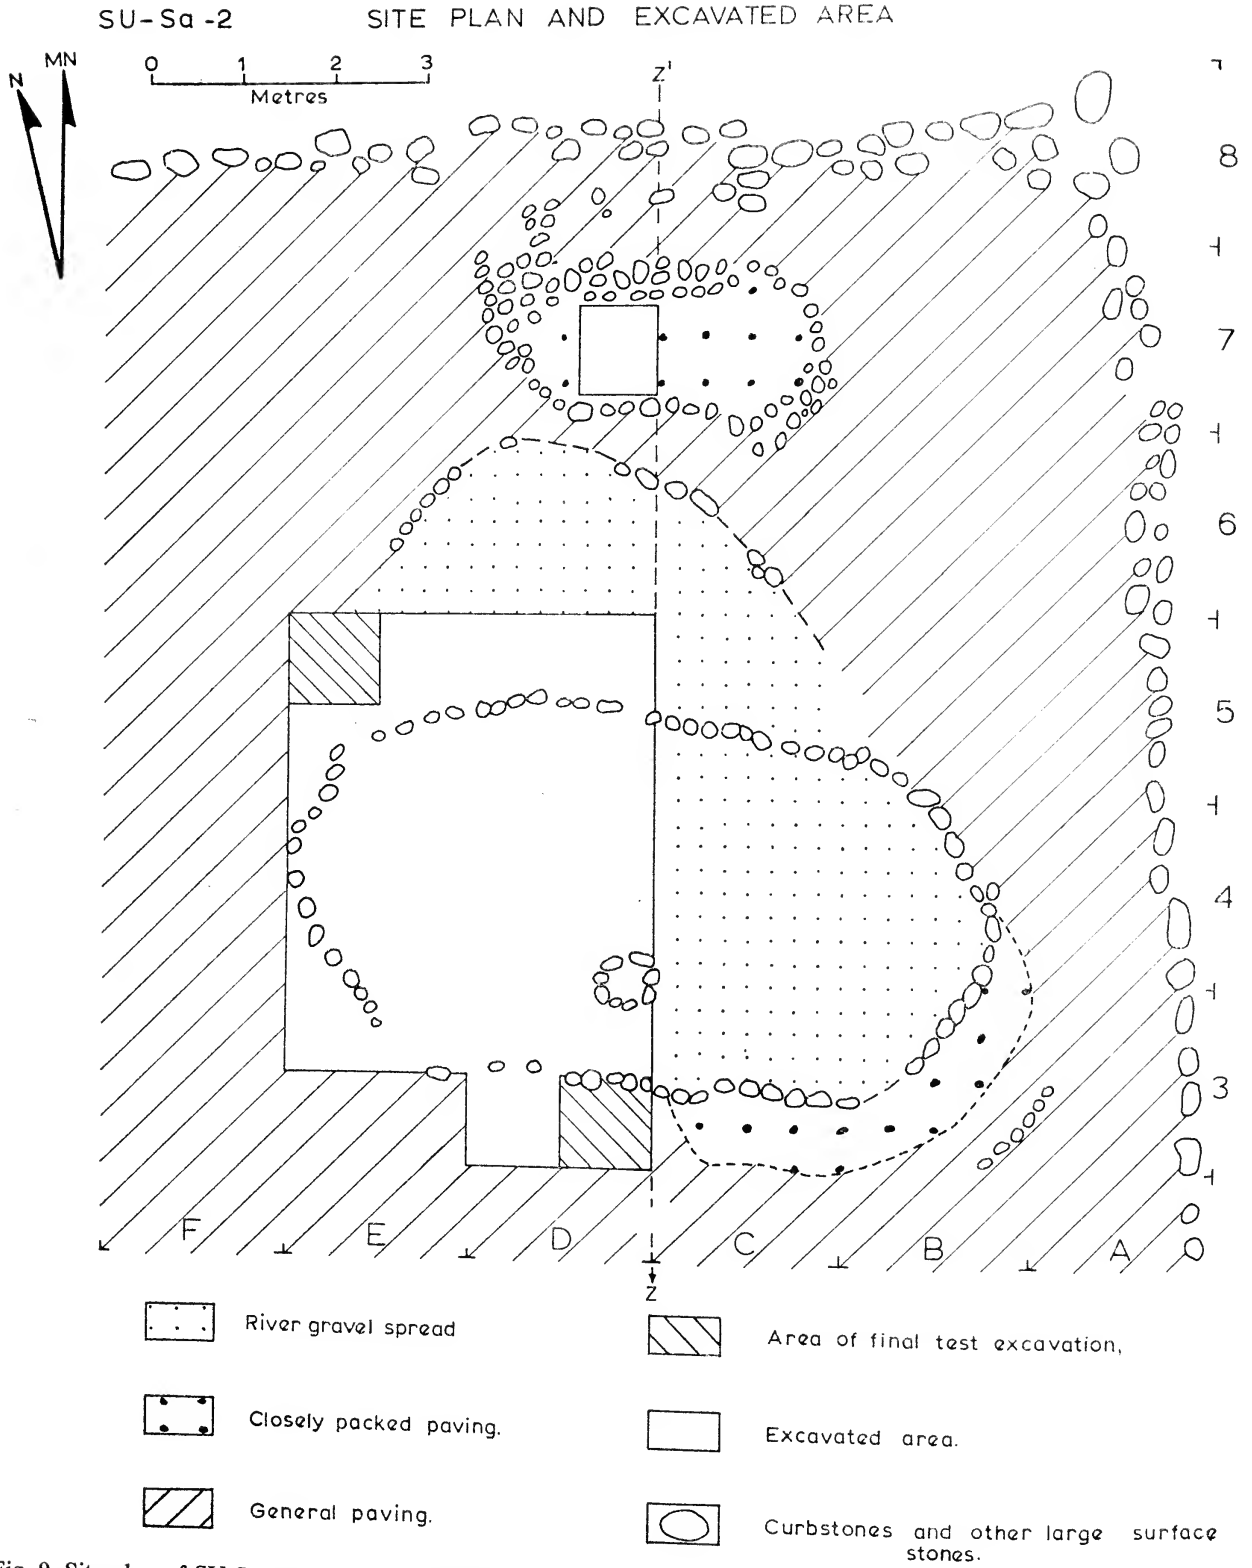 SU-Sa-2 SITE PLAN AND EXCAVATED AREA
N MN
0 1 2 3
Metres
Z'
8
7
6
5
4
3
F E D C B A
Z
River gravel spread
Area of final test excavation,
Closely packed paving.
Excavated area.
General paving.
Curbstones and other large surface
stones.